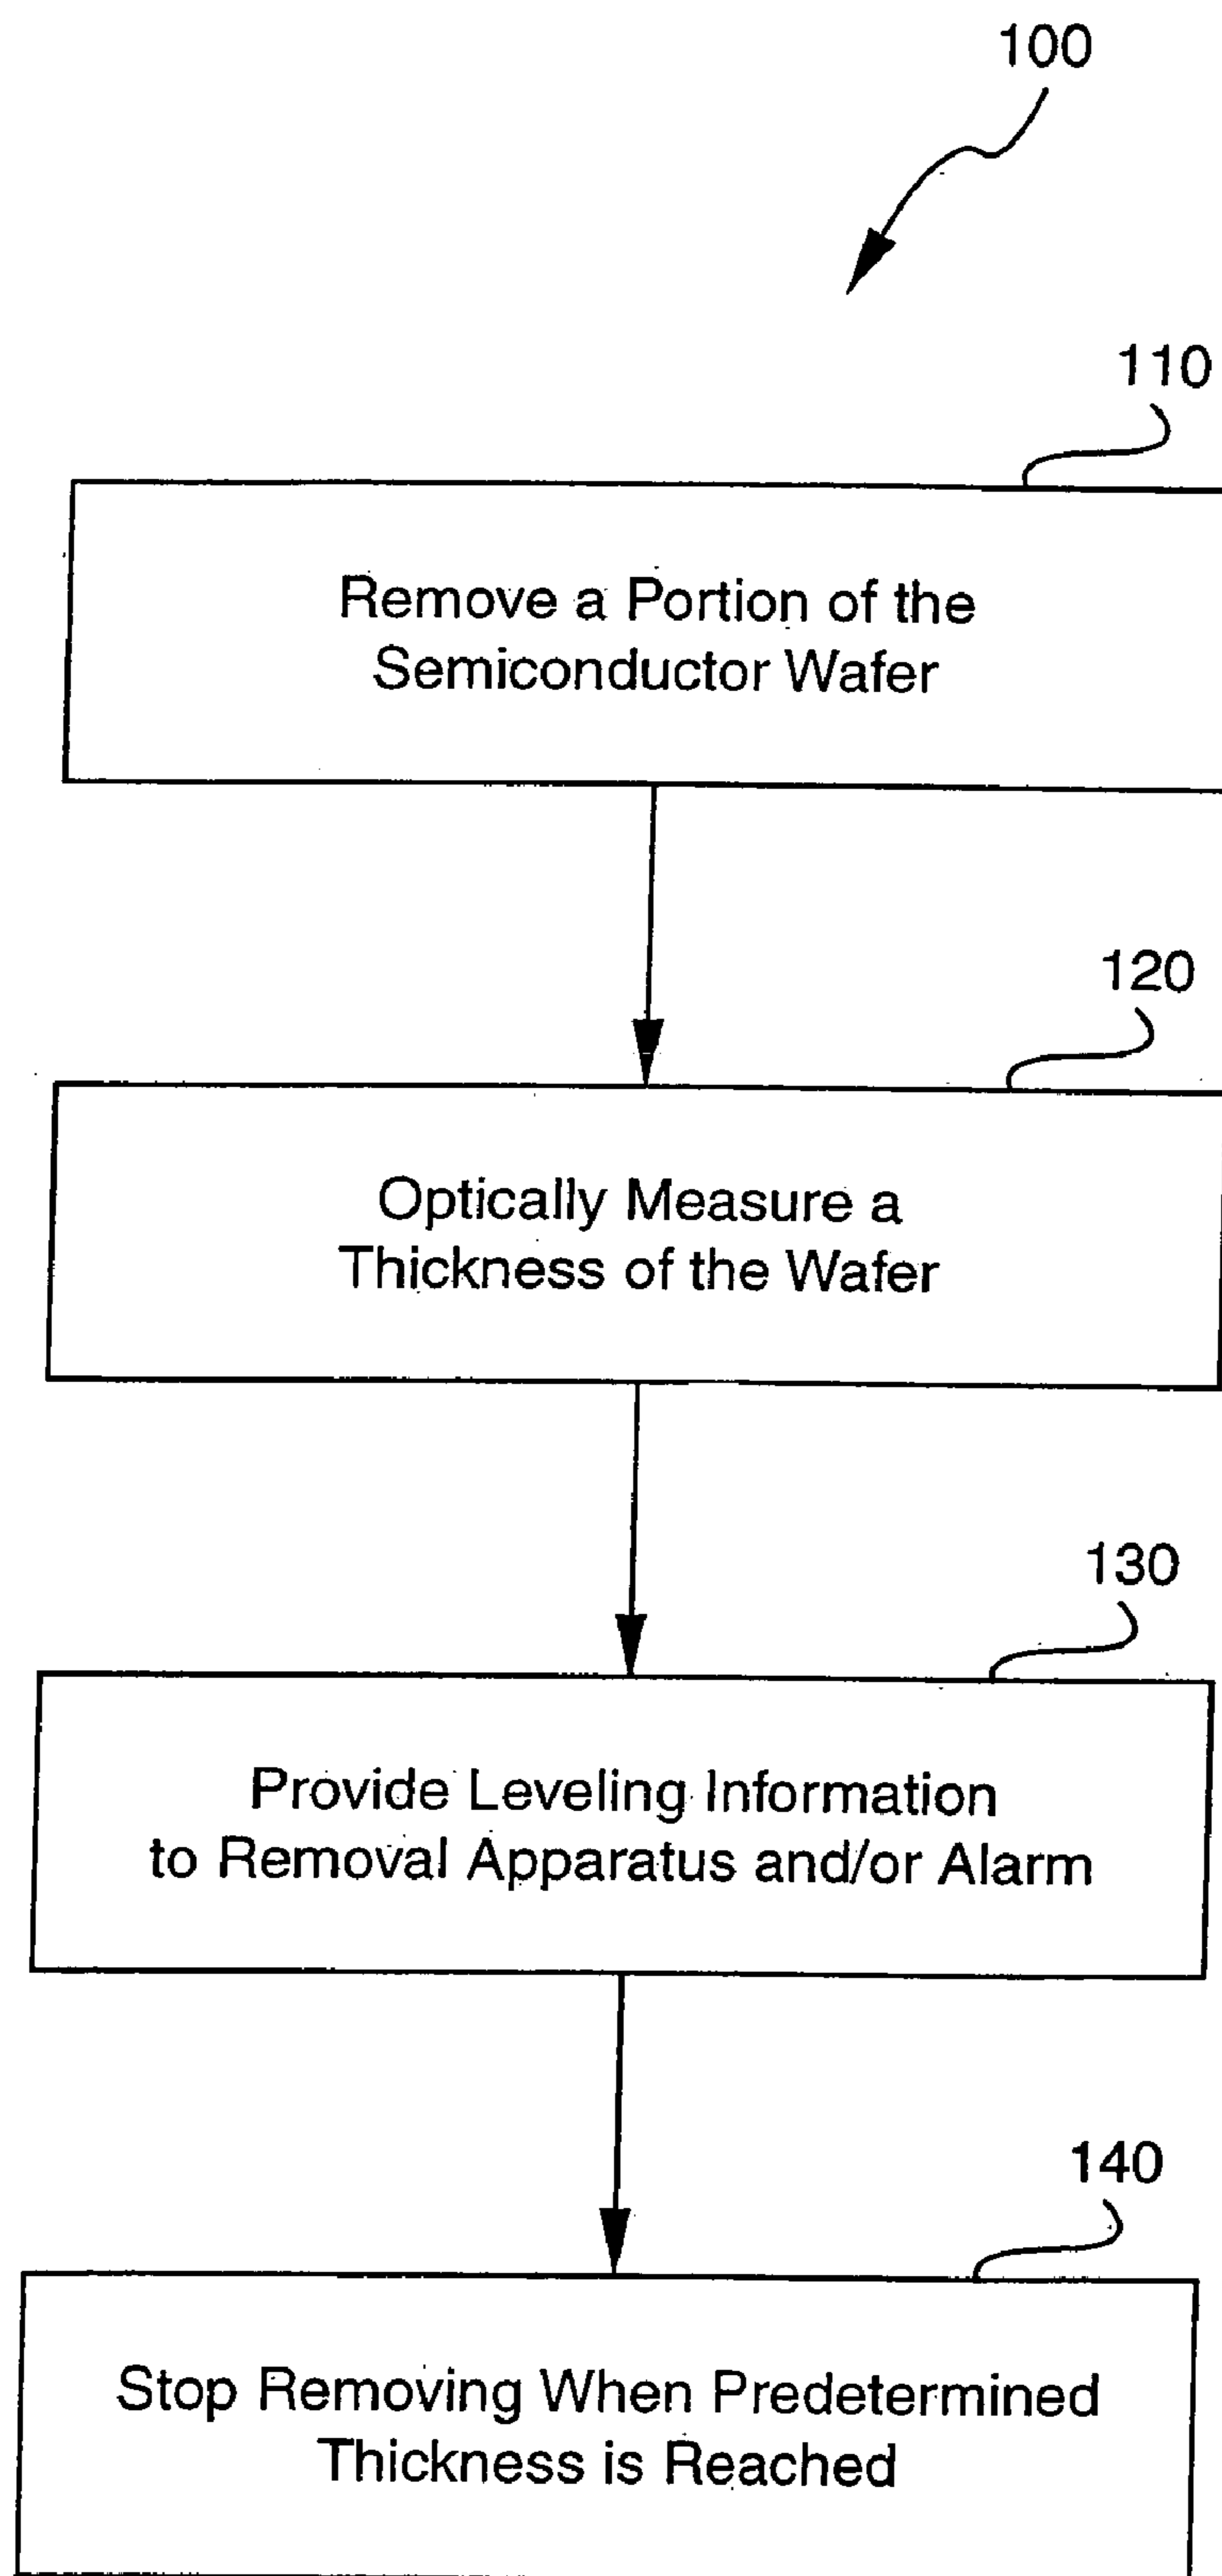 100
110
Remove a Portion of the
Semiconductor Wafer
120
Optically Measure a
Thickness of the Wafer
130
Provide Leveling Information
to Removal Apparatus and/or Alarm
140
Stop Removing When Predetermined
Thickness is Reached